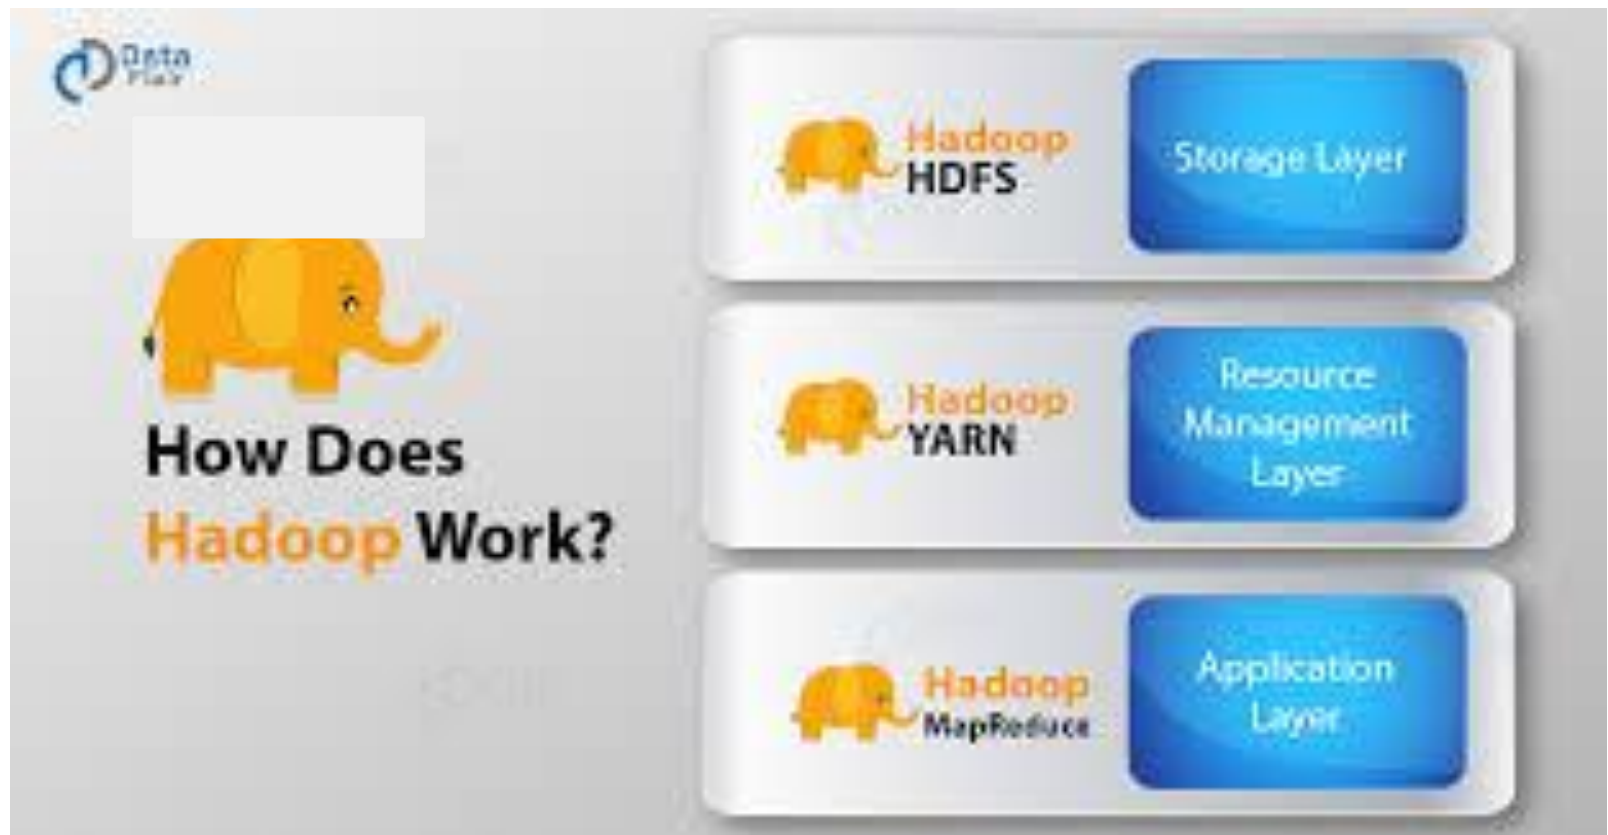 Data
Flair
How Does
Hadoop Work?
Hadoop
HDFS
Storage Layer
Hadoop
YARN
Resource
Management
Layer
Hadoop
MapReduce
Application
Layer